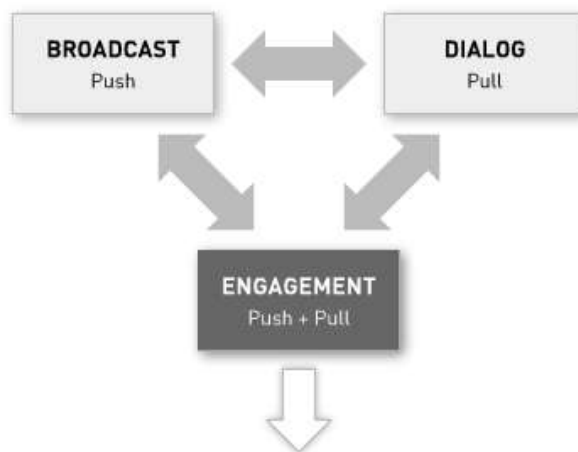 BROADCAST
Push
DIALOG
Pull
ENGAGEMENT
Push + Pull